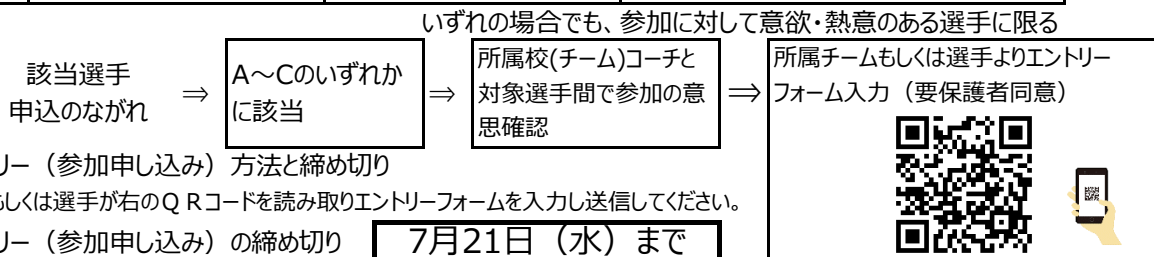 いずれの場合でも、参加に対して意欲・熱意のある選手に限る
該当選手
申込のながれ
⇒
A～Cのいずれか
に該当
⇒
所属校(チーム)コーチと
対象選手間で参加の意
思確認
⇒
所属チームもしくは選手よりエントリー
フォーム入力（要保護者同意）
リー（参加申し込み）方法と締め切り
もしくは選手が右のＱＲコードを読み取りエントリーフォームを入力し送信してください。
リー（参加申し込み）の締め切り
7月21日（水）まで